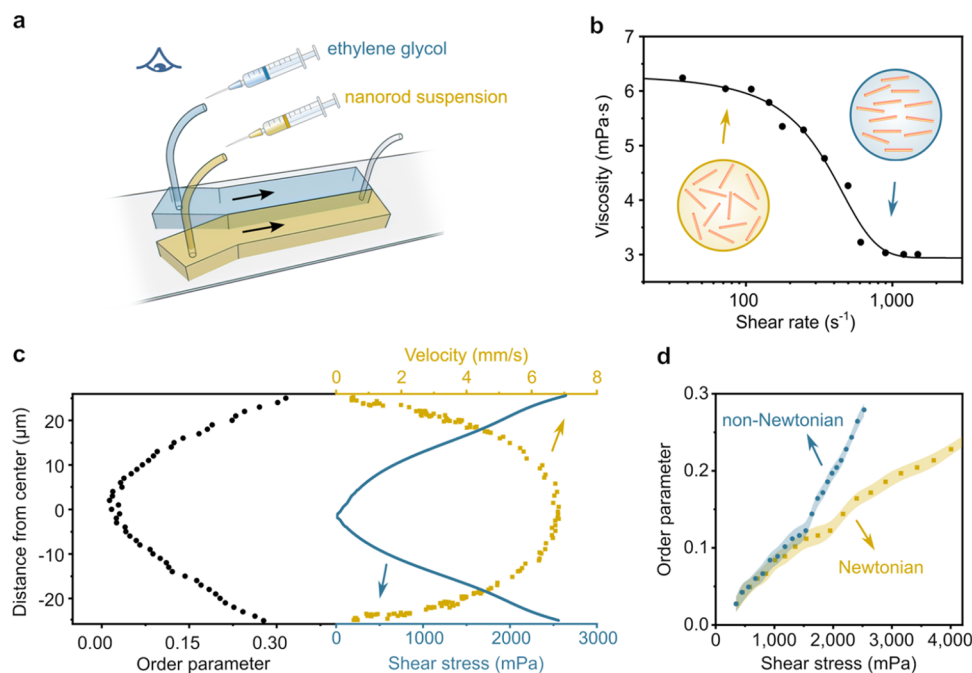 a
ethylene glycol
nanorod suspension
b
7
6
5
4
3
Viscosity (mPa·s)
100
1,000
Shear rate (s⁻¹)
c
Velocity (mm/s)
0
2
4
6
8
20
10
0
-10
-20
Distance from center (µm)
0.00
0.15
0.30
Order parameter
0
1000
2000
3000
Shear stress (mPa)
d
0.3
0.2
0.1
0.0
Order parameter
non-Newtonian
Newtonian
0
1,000
2,000
3,000
4,000
Shear stress (mPa)